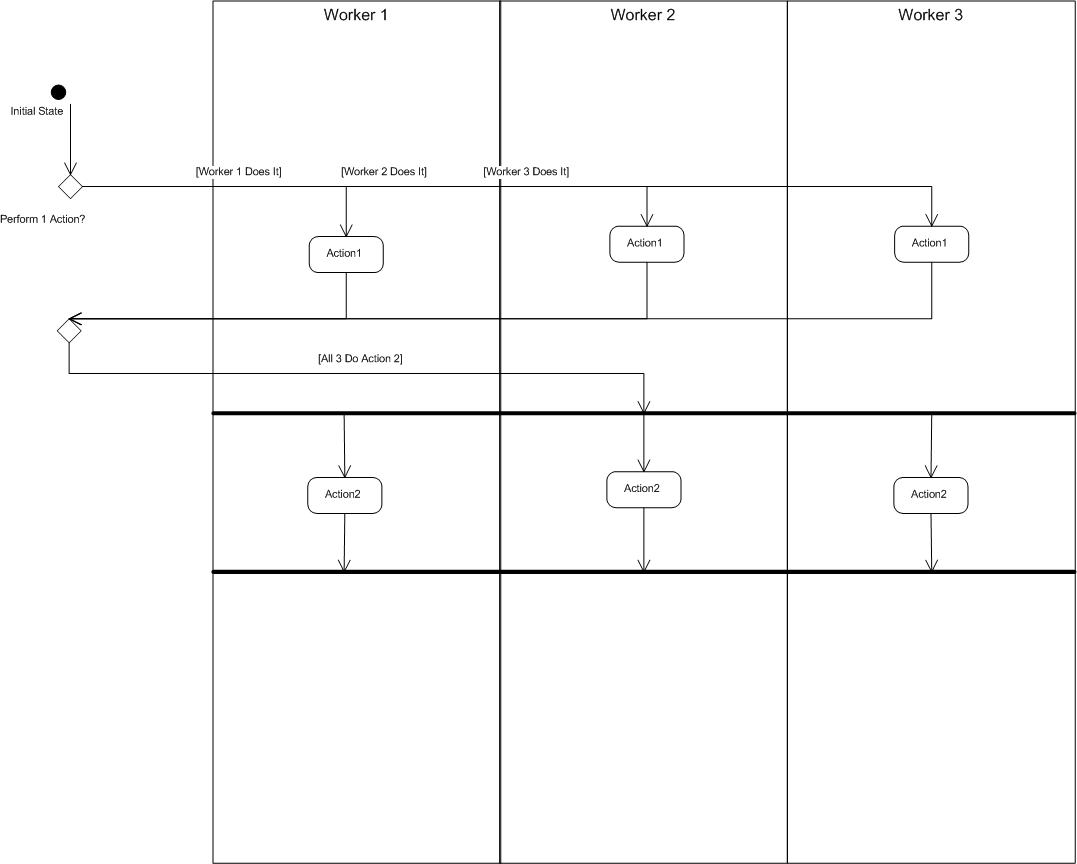 Worker 1
Worker 2
Worker 3
Initial State
[Worker 1 Does It]
[Worker 2 Does It]
[Worker 3 Does It]
Perform 1 Action?
Action1
Action1
Action1
[All 3 Do Action 2]
Action2
Action2
Action2